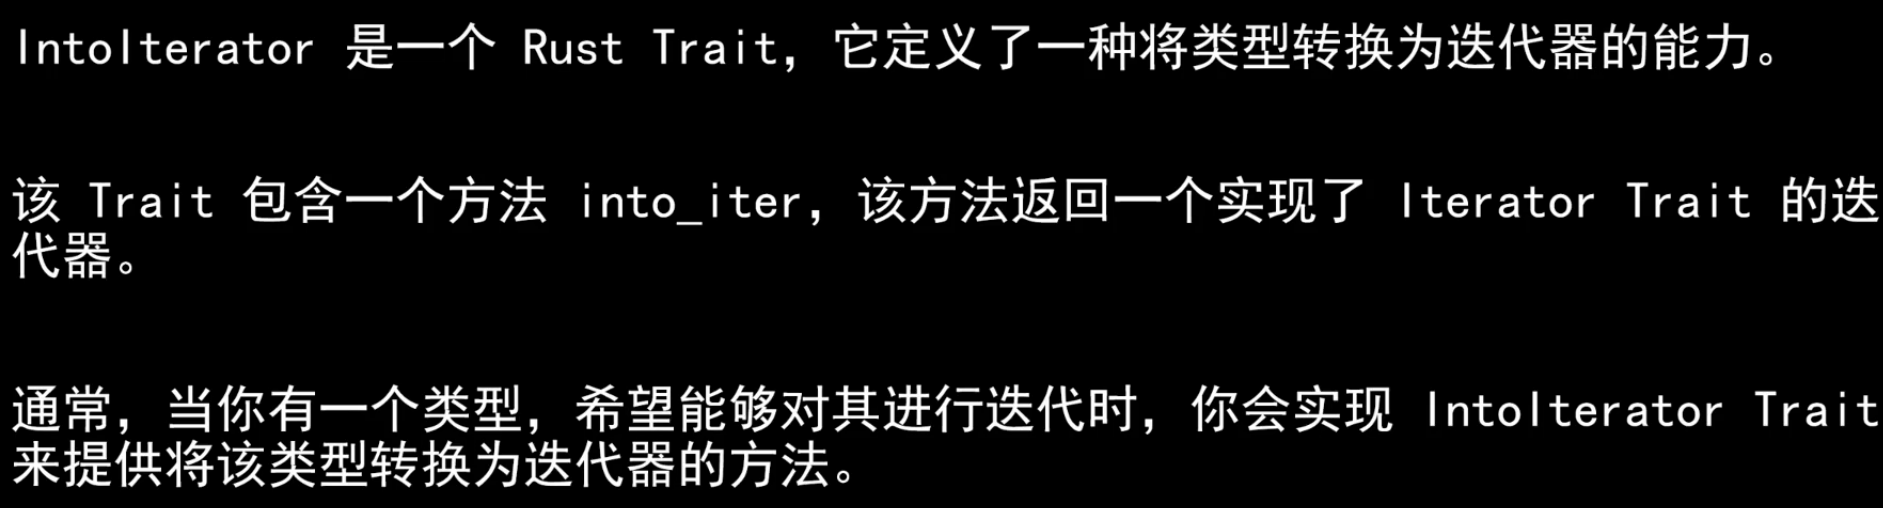 IntoIterator 是一个 Rust Trait，它定义了一种将类型转换为迭代器的能力。
该 Trait 包含一个方法 into_iter，该方法返回一个实现了 Iterator Trait 的迭
代器。
通常，当你有一个类型，希望能够对其进行迭代时，你会实现 IntoIterator Trait
来提供将该类型转换为迭代器的方法。